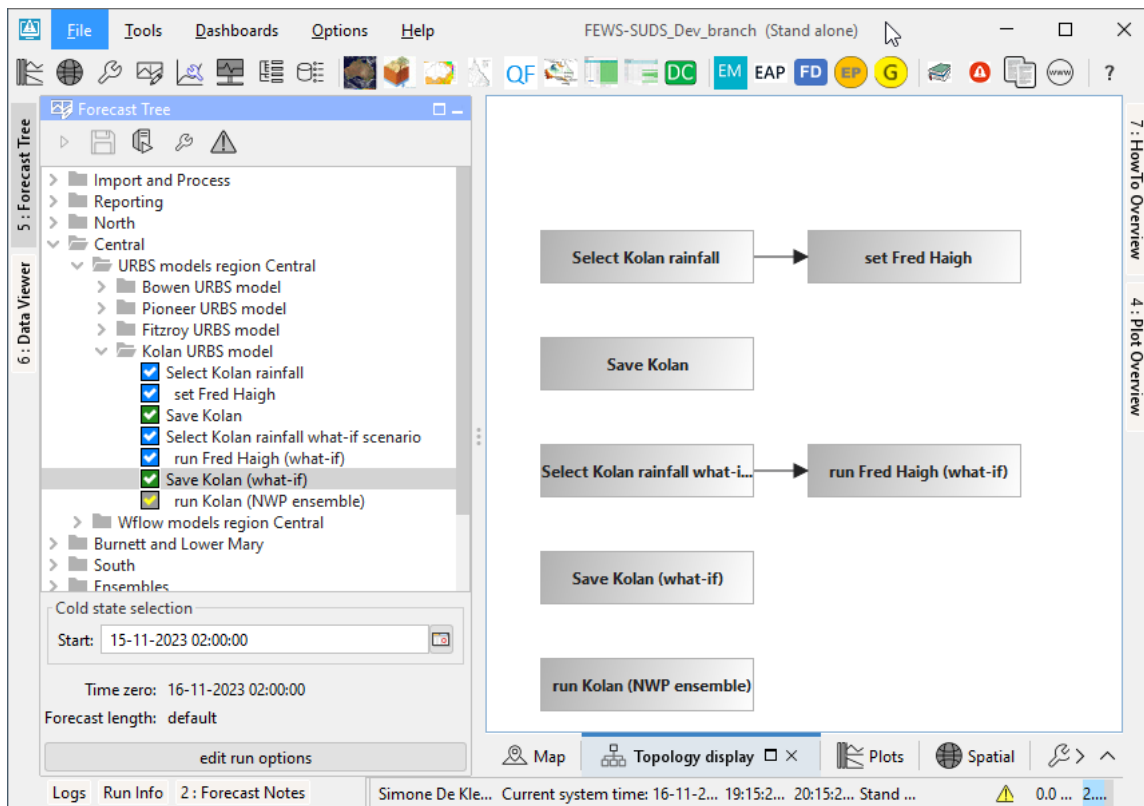 File Tools Dashboards Options Help FEWS-SUDS_Dev_branch (Stand alone)
QF DC EM EAP FD EP G www ?
5 : Forecast Tree
6 : Data Viewer
Forecast Tree
Import and Process
Reporting
North
Central
URBS models region Central
Bowen URBS model
Pioneer URBS model
Fitzroy URBS model
Kolan URBS model
Select Kolan rainfall
set Fred Haigh
Save Kolan
Select Kolan rainfall what-if scenario
run Fred Haigh (what-if)
Save Kolan (what-if)
run Kolan (NWP ensemble)
Wflow models region Central
Burnett and Lower Mary
South
Ensembles
Cold state selection
Start: 15-11-2023 02:00:00
Time zero: 16-11-2023 02:00:00
Forecast length: default
edit run options
Select Kolan rainfall set Fred Haigh
Save Kolan
Select Kolan rainfall what-i... run Fred Haigh (what-if)
Save Kolan (what-if)
run Kolan (NWP ensemble)
7 : HowTo Overview
4 : Plot Overview
Map Topology display Plots Spatial
Logs Run Info 2 : Forecast Notes Simone De Kle... Current system time: 16-11-2... 19:15:2... 20:15:2... Stand ... 0.0 ... 2....